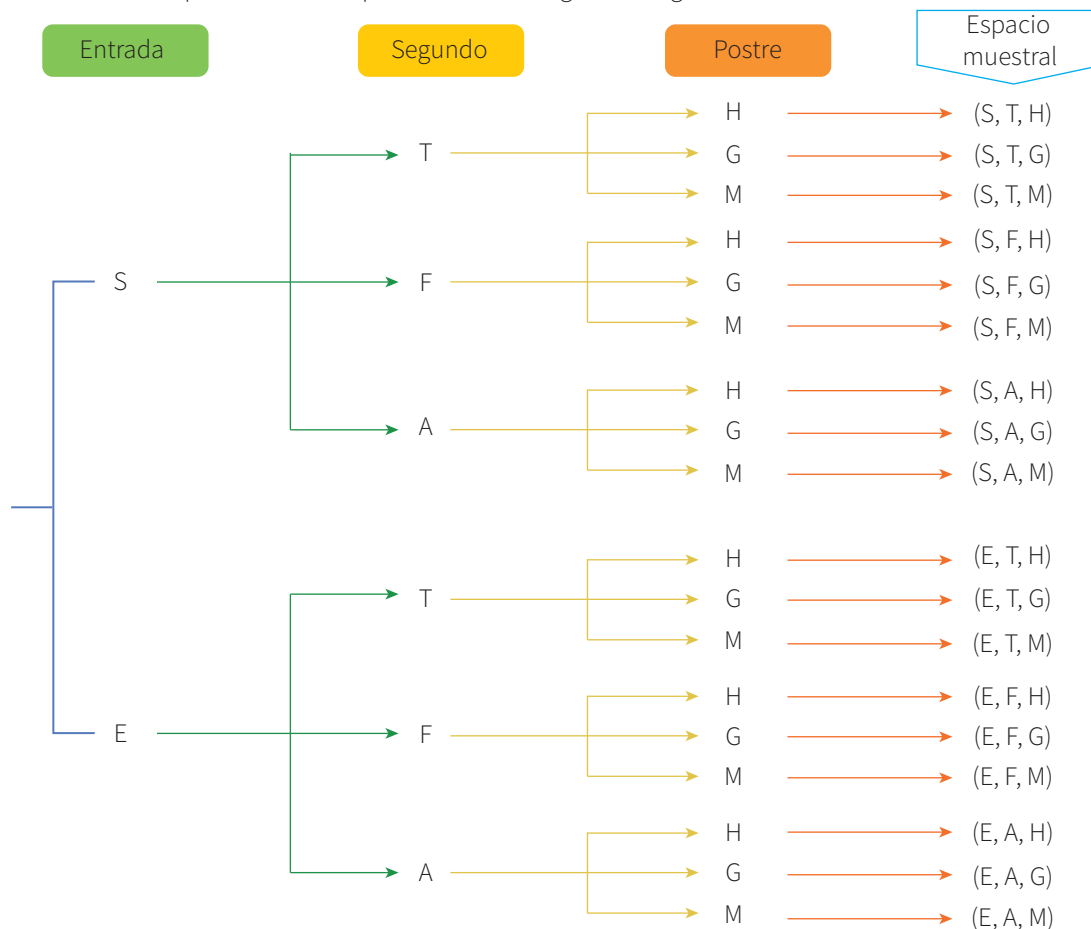 Entrada
Segundo
Postre
Espacio
muestral
H
(S, T, H)
T
G
(S, T, G)
M
(S, T, M)
H
(S, F, H)
S
F
G
(S, F, G)
M
(S, F, M)
H
(S, A, H)
A
G
(S, A, G)
M
(S, A, M)
H
(E, T, H)
T
G
(E, T, G)
M
(E, T, M)
H
(E, F, H)
E
F
G
(E, F, G)
M
(E, F, M)
H
(E, A, H)
A
G
(E, A, G)
M
(E, A, M)